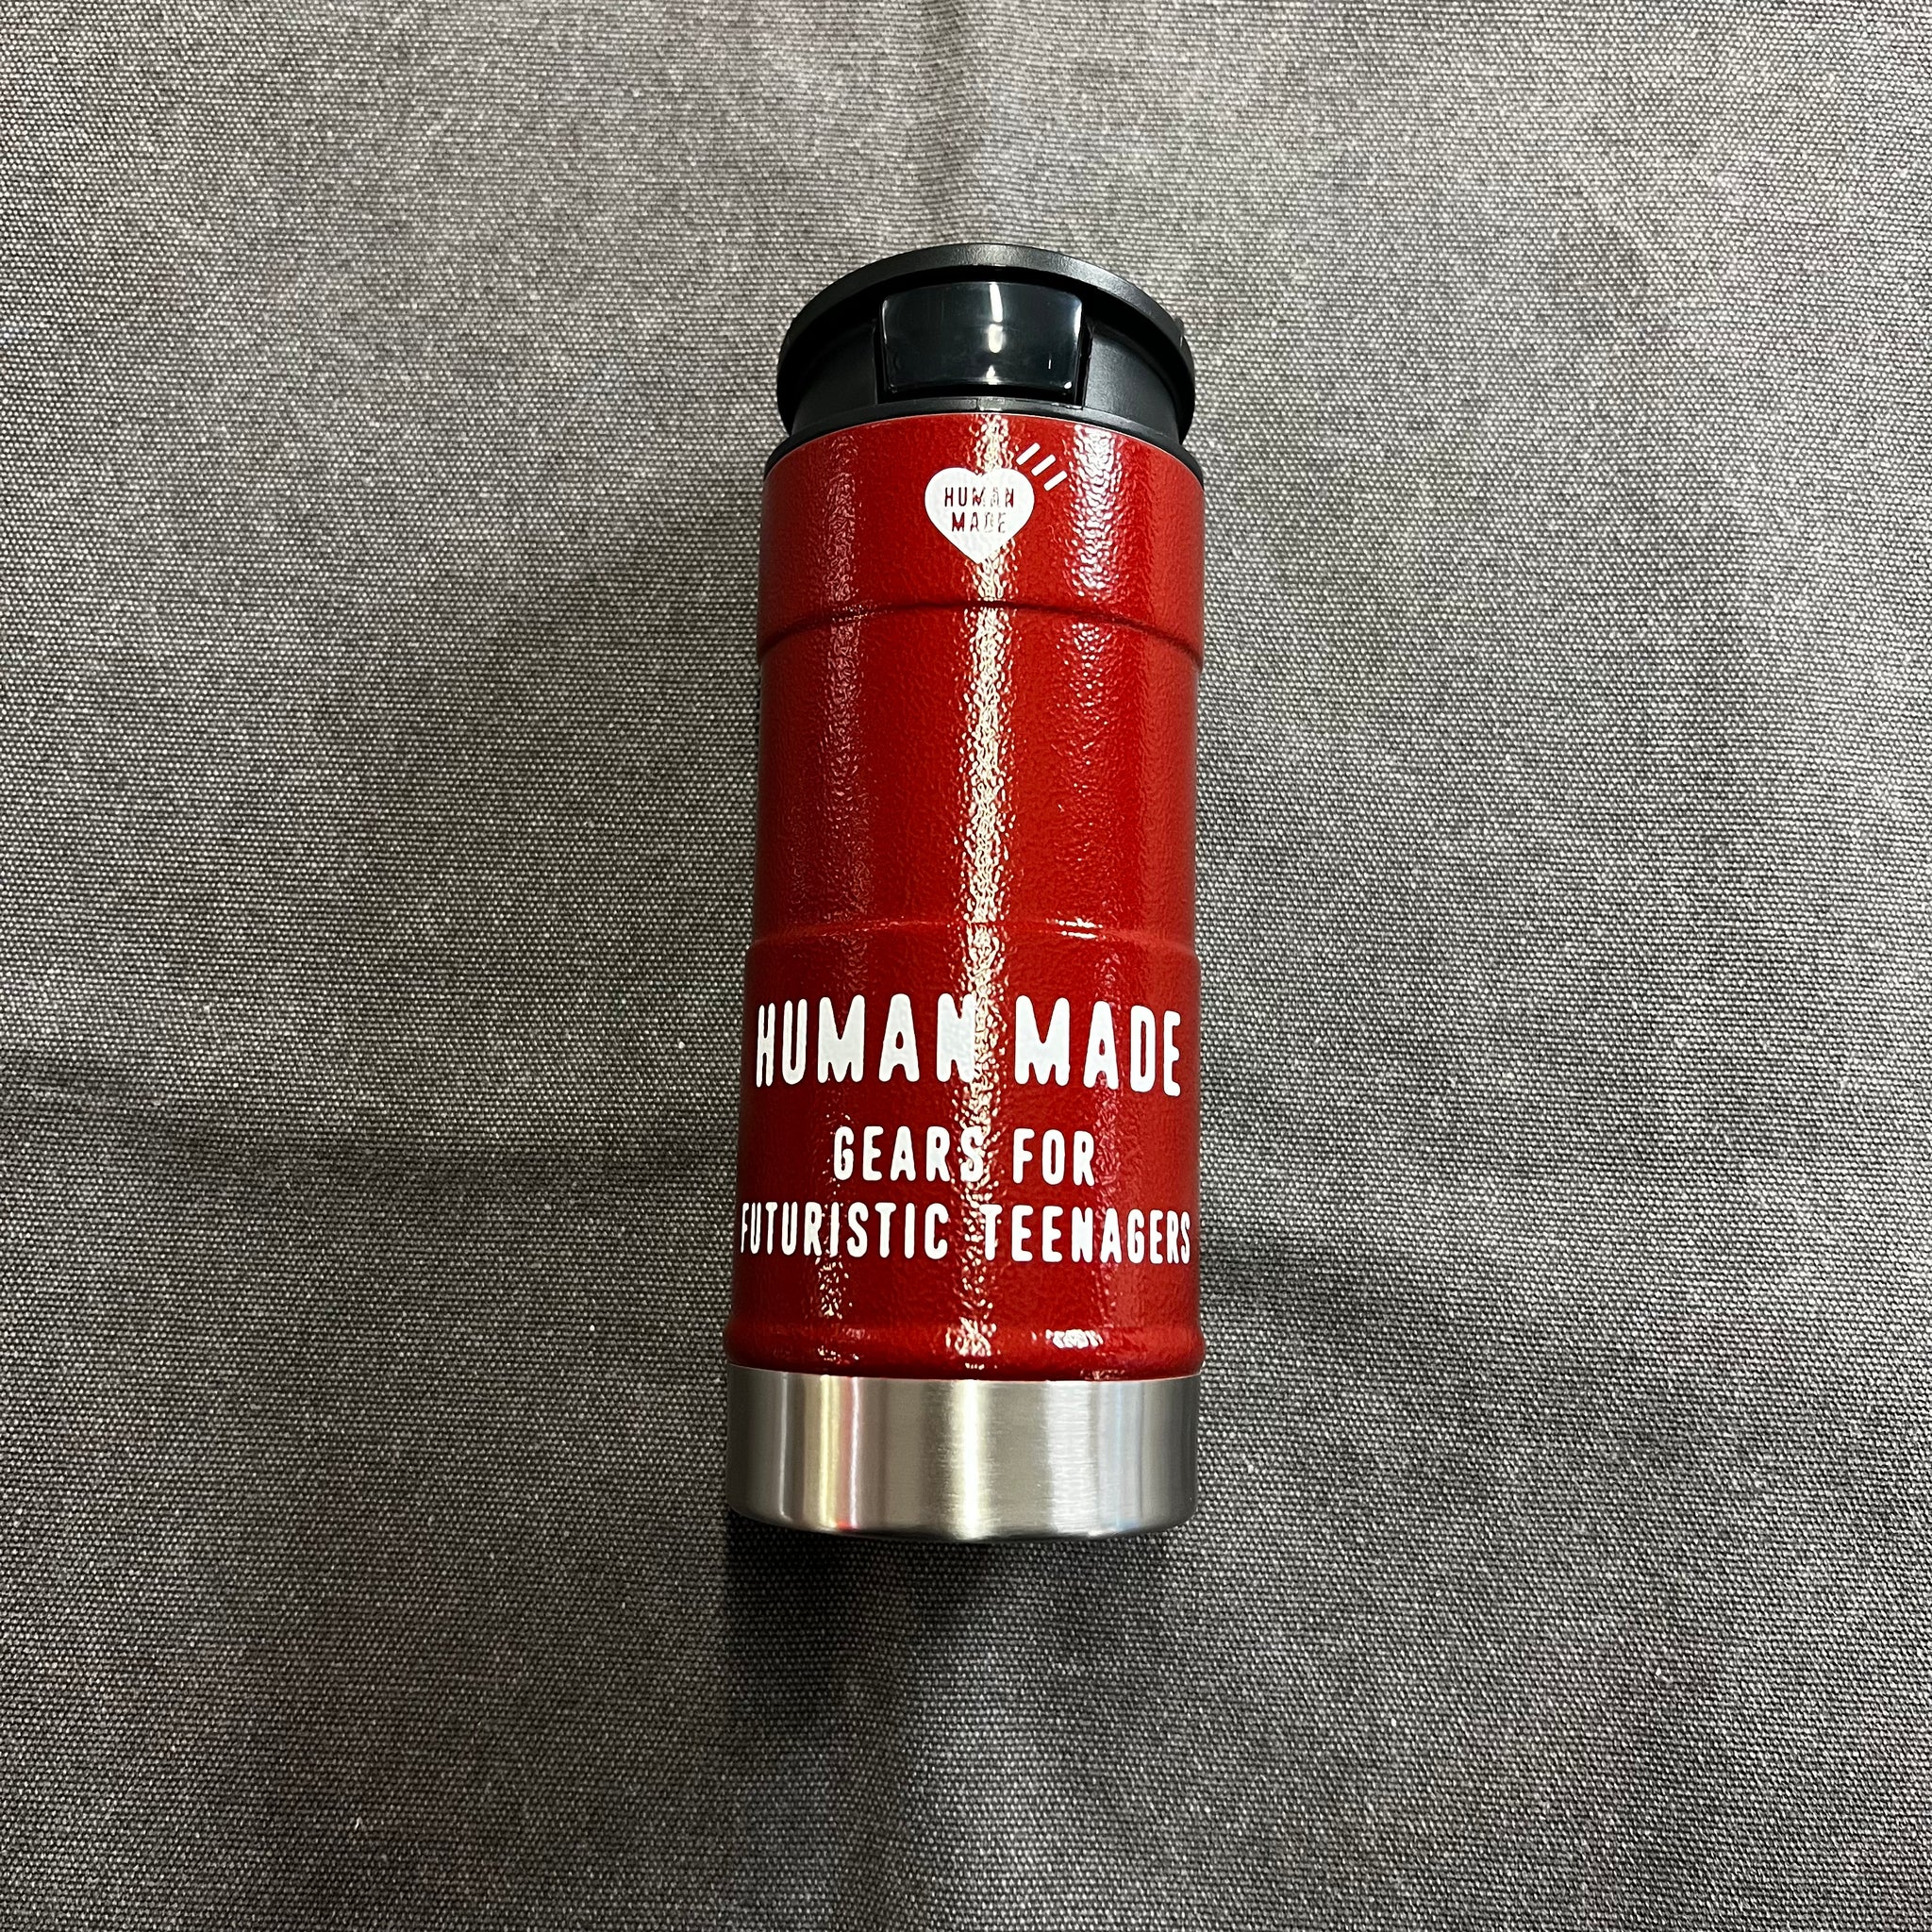 HUMAN
MADE
HUMAN MADE
GEARS FOR
FUTURISTIC TEENAGERS